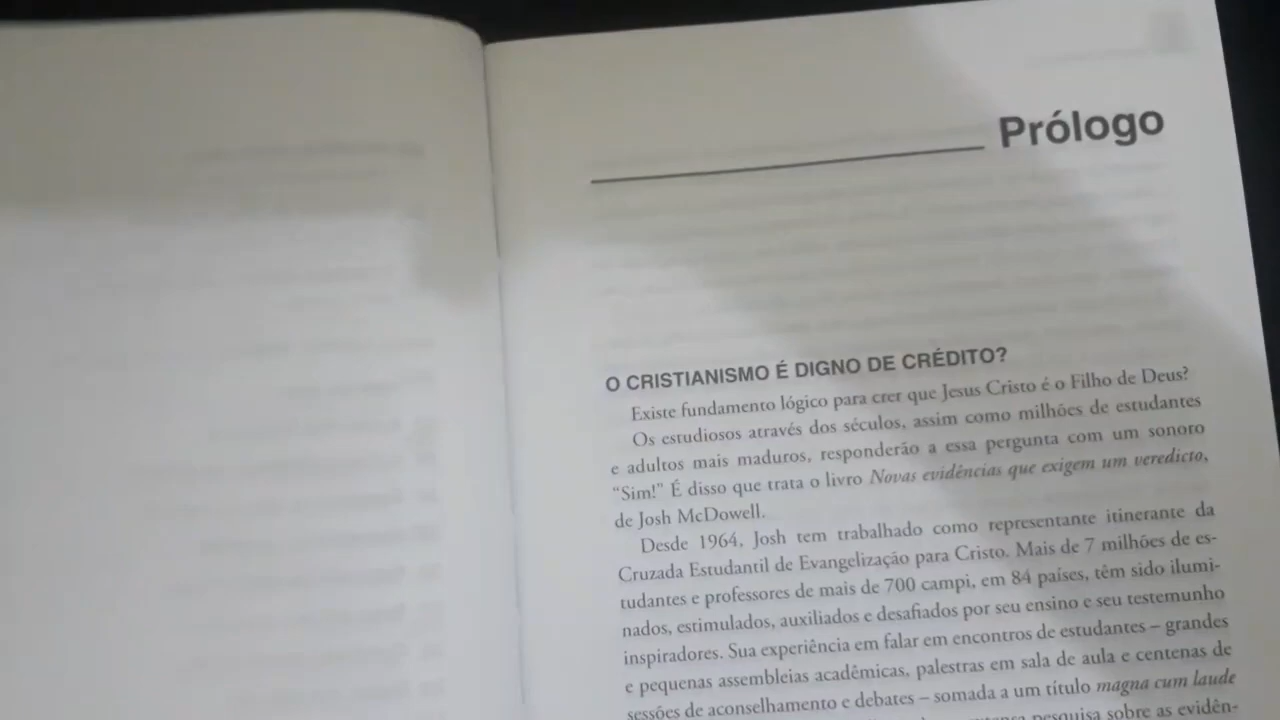 Prólogo
O CRISTIANISMO É DIGNO DE CRÉDITO?
Existe fundamento lógico para crer que Jesus Cristo é o Filho de Deus?
Os estudiosos através dos séculos, assim como milhões de estudantes
e adultos mais maduros, responderão a essa pergunta com um sonoro
“Sim!” É disso que trata o livro Novas evidências que exigem um veredicto,
de Josh McDowell.
Desde 1964, Josh tem trabalhado como representante itinerante da
Cruzada Estudantil de Evangelização para Cristo. Mais de 7 milhões de es-
tudantes e professores de mais de 700 campi, em 84 países, têm sido ilumi-
nados, estimulados, auxiliados e desafiados por seu ensino e seu testemunho
inspiradores. Sua experiência em falar em encontros de estudantes – grandes
e pequenas assembleias acadêmicas, palestras em sala de aula e centenas de
sessões de aconselhamento e debates – somada a um título magna cum laude
pesquisa sobre as evidên-